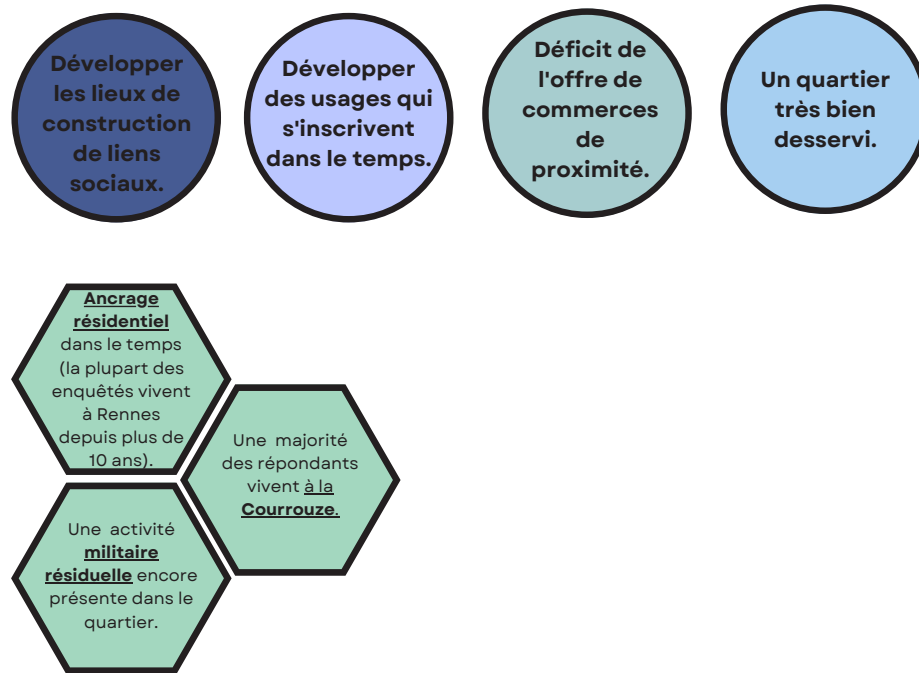 Développer
les lieux de
construction
de liens
sociaux.
Développer
des usages qui
s'inscrivent
dans le temps.
Déficit de
l'offre de
commerces
de
proximité.
Un quartier
très bien
desservi.
Ancrage
résidentiel
dans le temps
(la plupart des
enquêtés vivent
à Rennes
depuis plus de
10 ans).
Une majorité
des répondants
vivent à la
Courrouze.
Une activité
militaire
résiduelle encore
présente dans le
quartier.